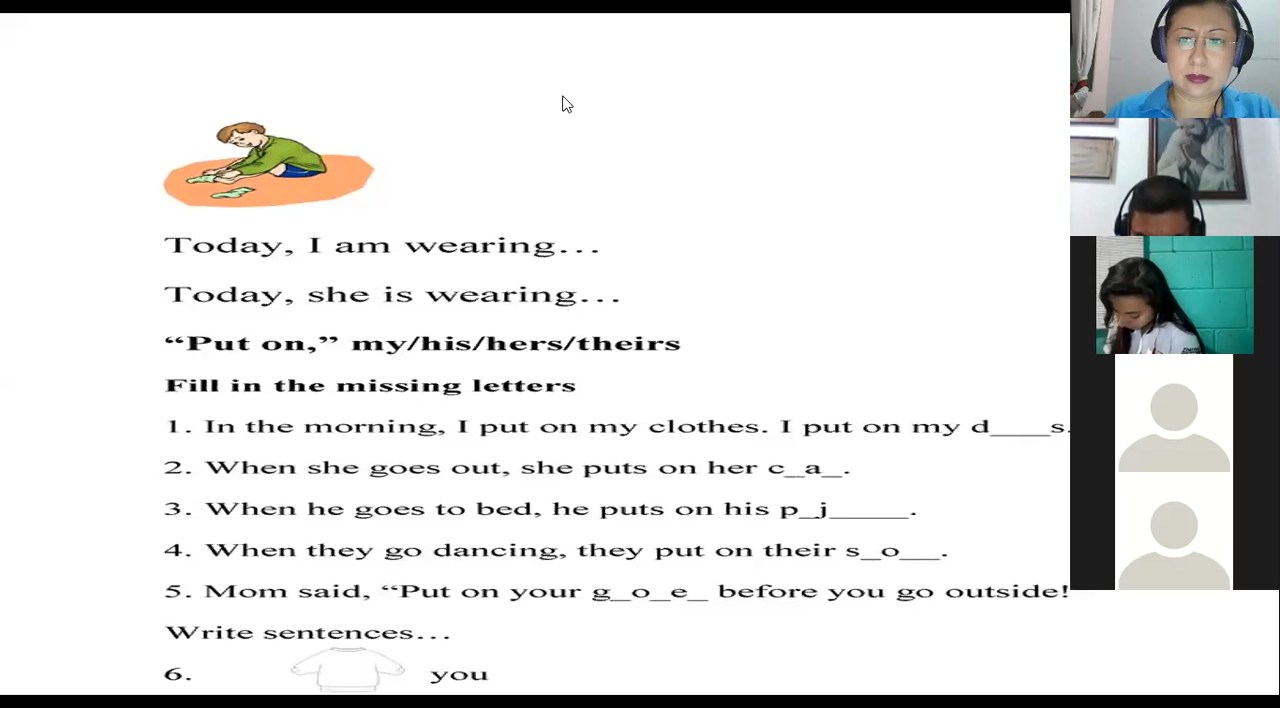 Today, I am wearing...
Today, she is wearing...
“Put on,” my/his/hers/theirs
Fill in the missing letters
1. In the morning, I put on my clothes. I put on my d____s.
2. When she goes out, she puts on her c_a_.
3. When he goes to bed, he puts on his p_j_____.
4. When they go dancing, they put on their s_o__.
5. Mom said, “Put on your g_o_e_ before you go outside!
Write sentences...
6. you